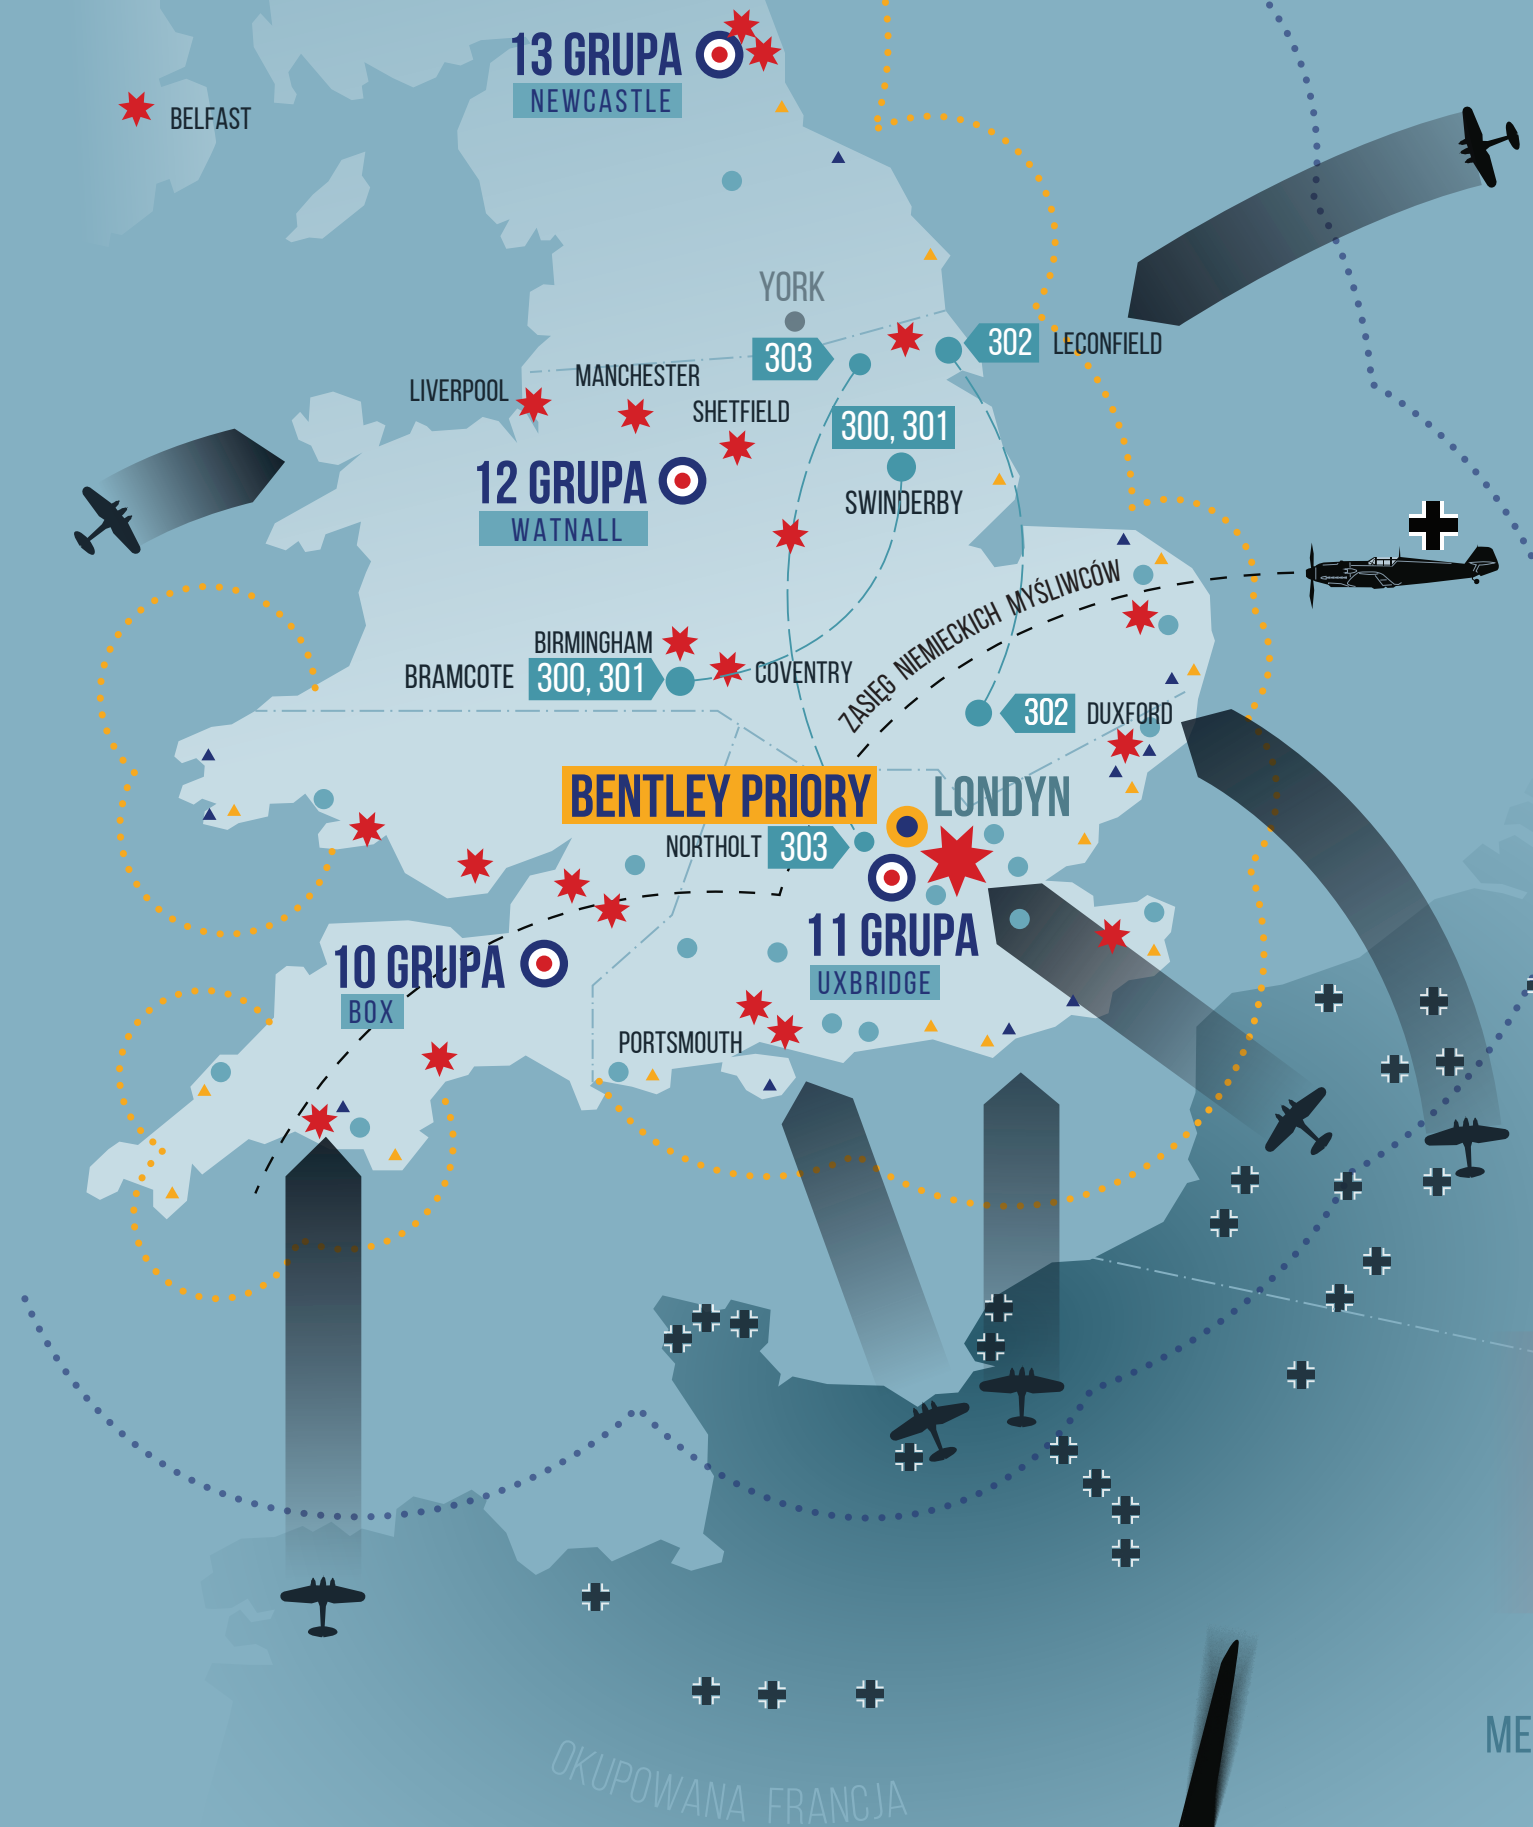 13 GRUPA
NEWCASTLE
BELFAST
YORK
303
302
LECONFIELD
LIVERPOOL
MANCHESTER
SHETFIELD
300, 301
SWINDERBY
12 GRUPA
WATNALL
ZASIĘG NIEMIECKICH MYŚLIWCÓW
BIRMINGHAM
BRAMCOTE
300, 301
COVENTRY
302
DUXFORD
BENTLEY PRIORY
LONDYN
NORTHOLT
303
11 GRUPA
UXBRIDGE
10 GRUPA
BOX
PORTSMOUTH
OKUPOWANA FRANCJA
ME